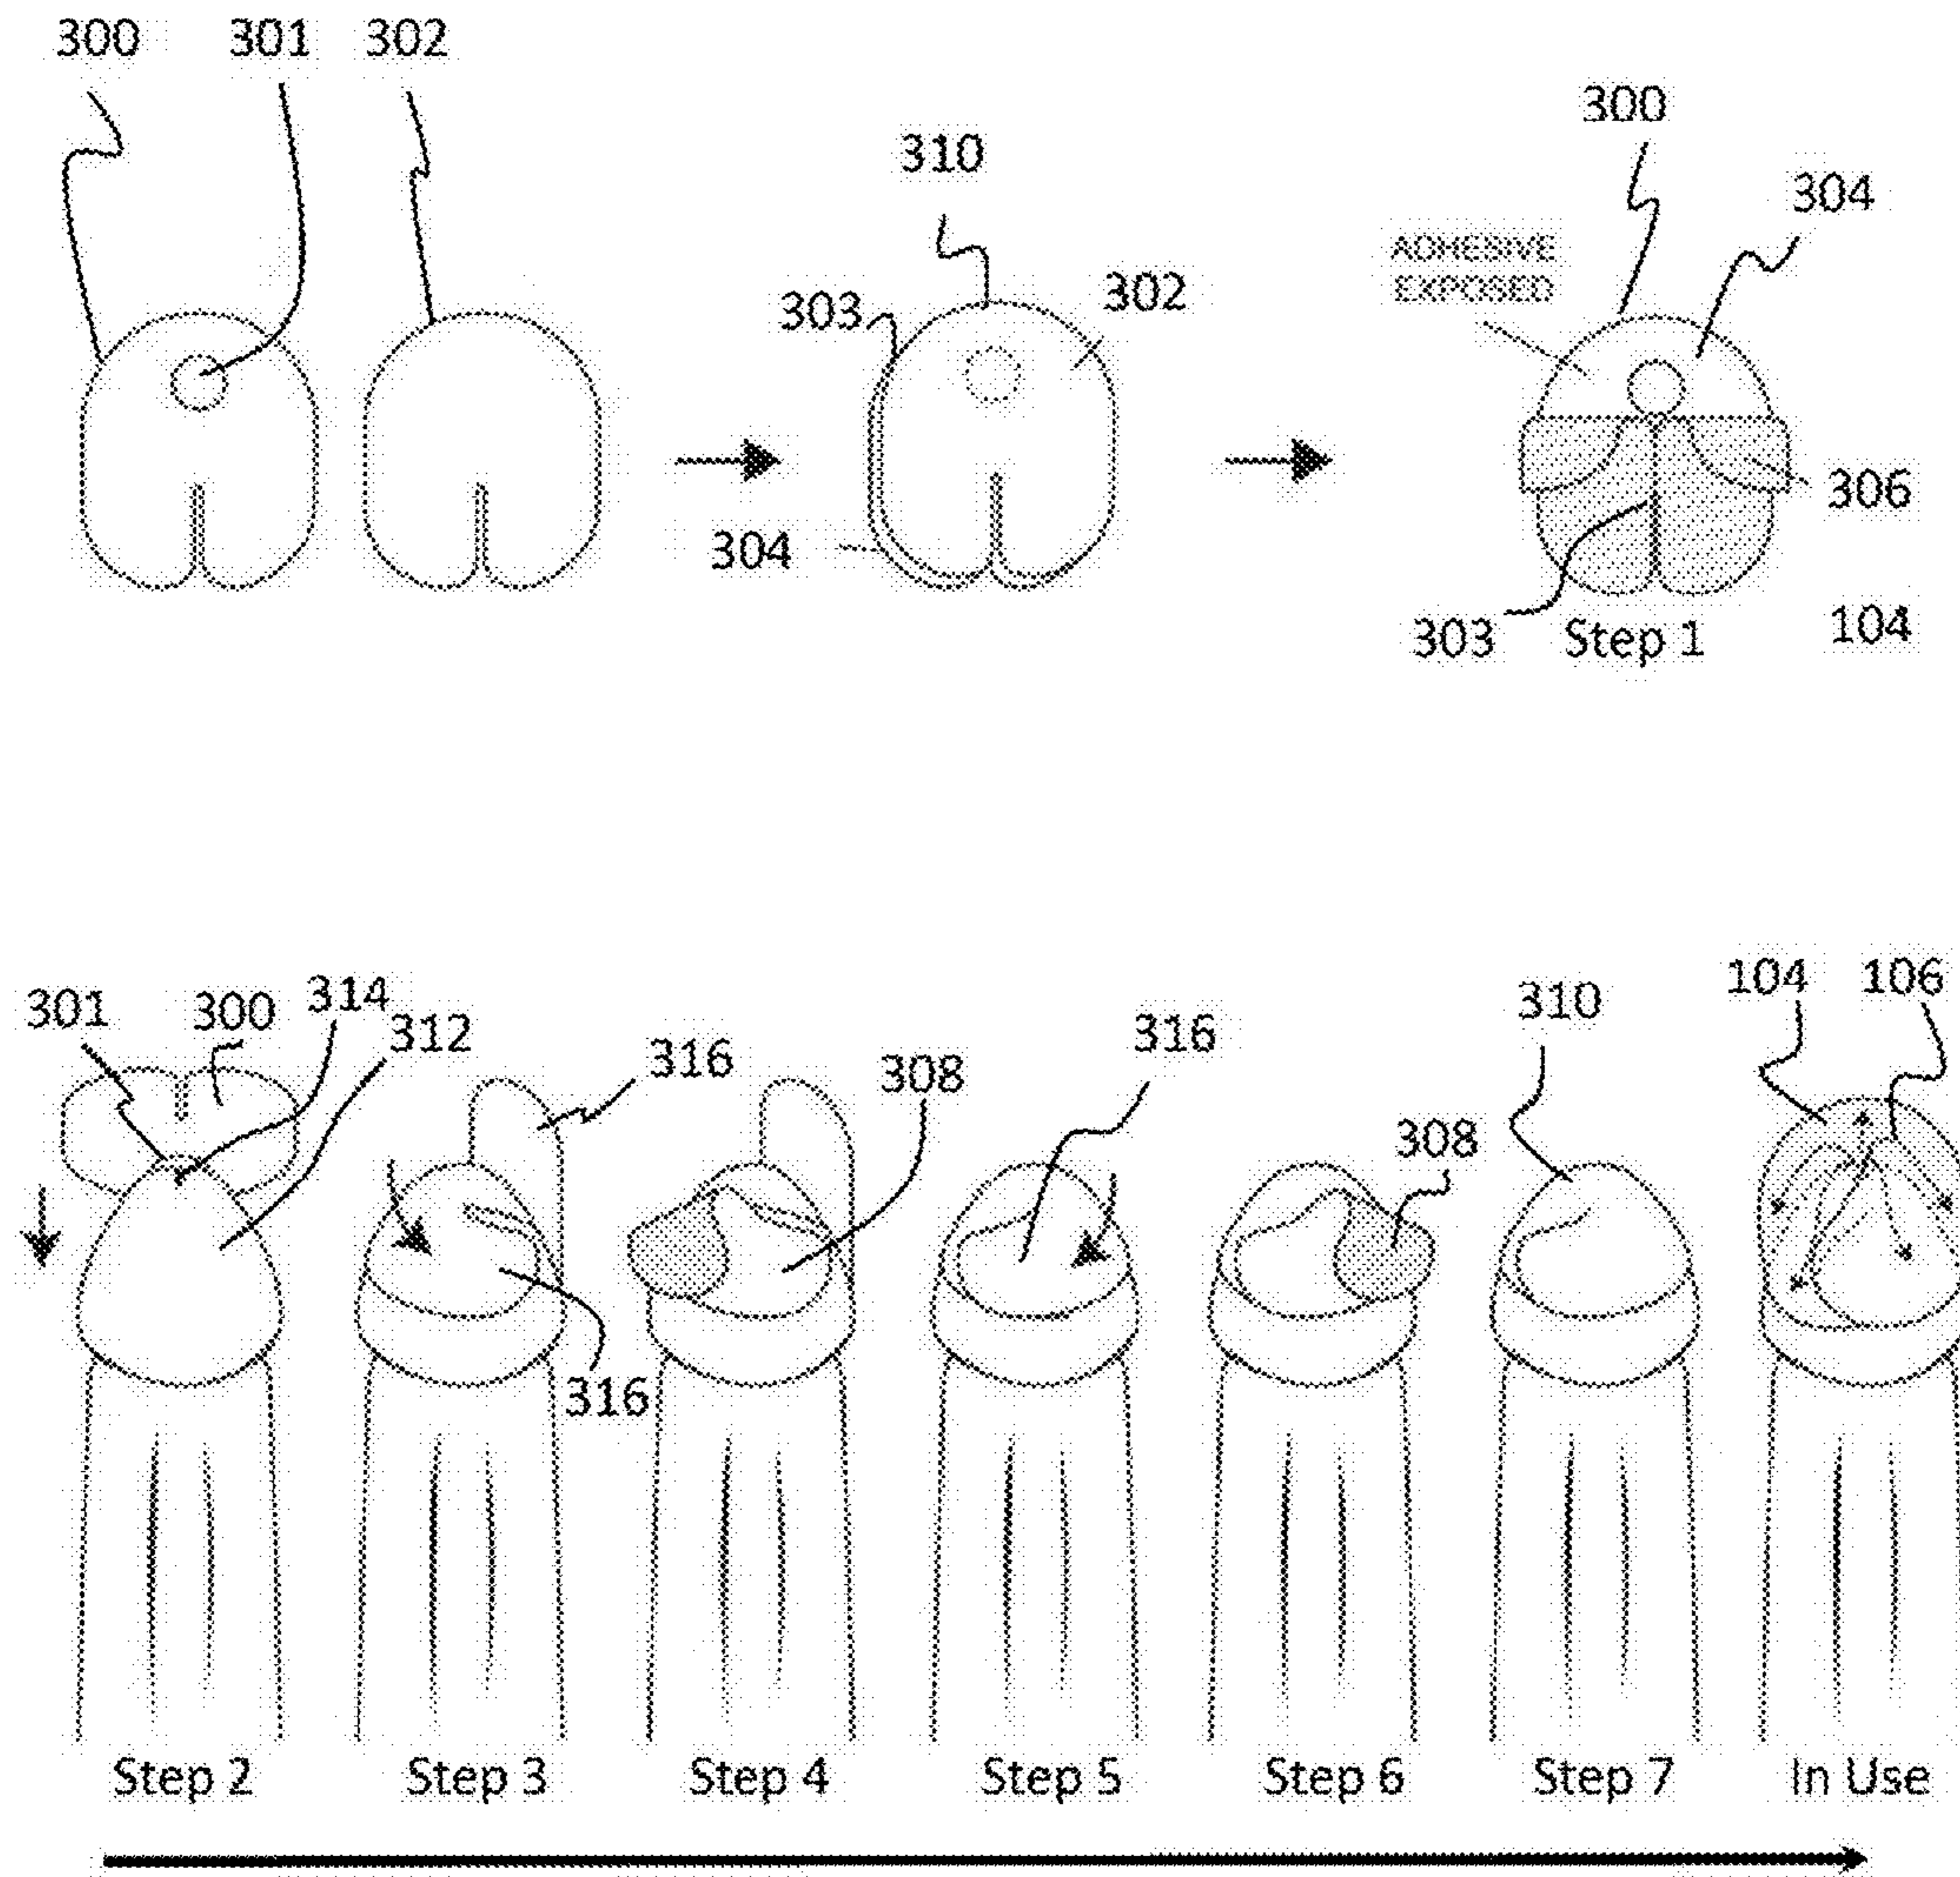 300 301 302
300
310
304
ADHESIVE
EXPOSED
303 302
306
304
303 Step 1 104
104 106
301 300 314 310
312 316 316
308
308
316
Step 2 Step 3 Step 4 Step 5 Step 6 Step 7 In Use